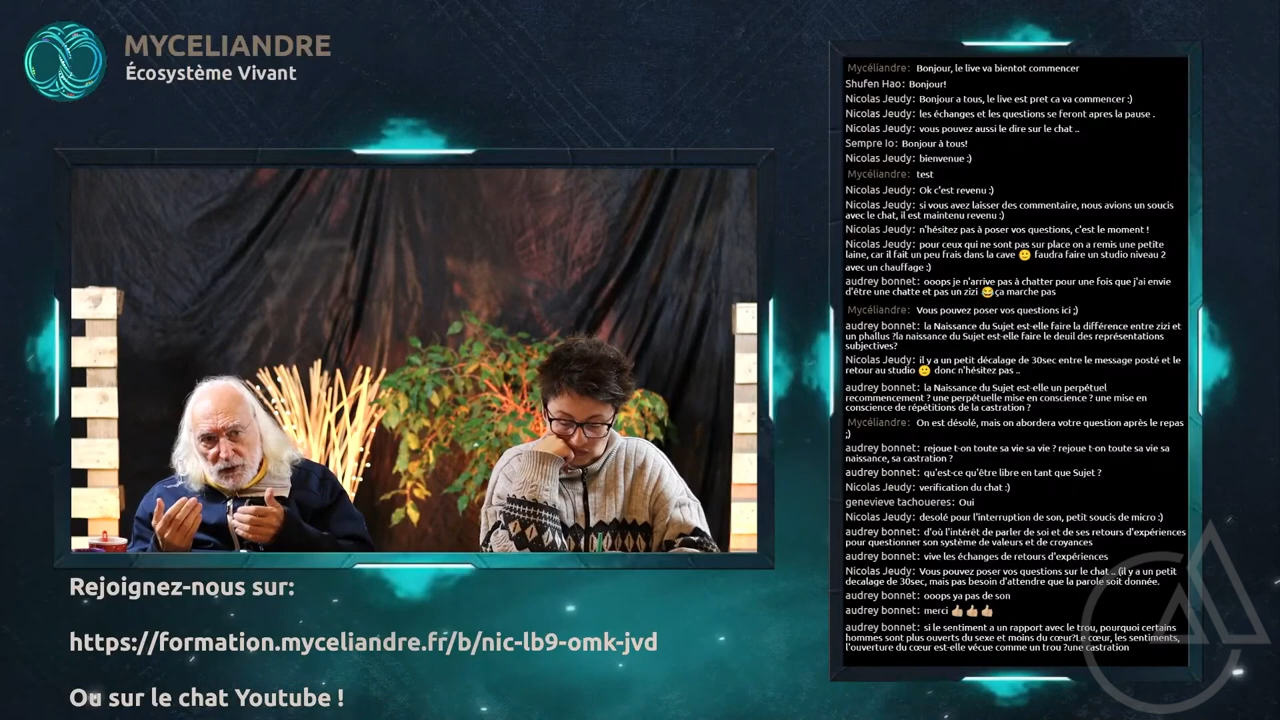 MYCELIANDRE
Écosystème Vivant
Mycéliandre: Bonjour, le live va bientot commencer
Shufen Hao: Bonjour!
Nicolas Jeudy: Bonjour a tous, le live est pret ca va commencer :)
Nicolas Jeudy: les échanges et les questions se feront apres la pause .
Nicolas Jeudy: vous pouvez aussi le dire sur le chat ..
Sempre Io: Bonjour à tous!
Nicolas Jeudy: bienvenue :)
Mycéliandre: test
Nicolas Jeudy: Ok c'est revenu :)
Nicolas Jeudy: si vous avez laisser des commentaire, nous avions un soucis
avec le chat, il est maintenu revenu :)
Nicolas Jeudy: n'hésitez pas à poser vos questions, c'est le moment !
Nicolas Jeudy: pour ceux qui ne sont pas sur place on a remis une petite
laine, car il fait un peu frais dans la cave 🙂 faudra faire un studio niveau 2
avec un chauffage :)
audrey bonnet: ooops je n'arrive pas à chatter pour une fois que j'ai envie
d'être une chatte et pas un zizi 😂 ça marche pas
Mycéliandre: Vous pouvez poser vos questions ici ;)
audrey bonnet: la Naissance du Sujet est-elle faire la différence entre zizi et
un phallus ?la naissance du Sujet est-elle faire le deuil des représentations
subjectives?
Nicolas Jeudy: il y a un petit décalage de 30sec entre le message posté et le
retour au studio 🙂 donc n'hésitez pas ..
audrey bonnet: la Naissance du Sujet est-elle un perpétuel
recommencement ? une perpétuelle mise en conscience ? une mise en
conscience de répétitions de la castration ?
Mycéliandre: On est désolé, mais on abordera votre question après le repas
;)
audrey bonnet: rejoue t-on toute sa vie sa vie ? rejoue t-on toute sa vie sa
naissance, sa castration ?
audrey bonnet: qu'est-ce qu'être libre en tant que Sujet ?
Nicolas Jeudy: verification du chat :)
genevieve tachoueres: Oui
Nicolas Jeudy: desolé pour l'interruption de son, petit soucis de micro :)
audrey bonnet: d'où l'intérêt de parler de soi et de ses retours d'expériences
pour questionner son système de valeurs et de croyances
audrey bonnet: vive les échanges de retours d'expériences
Nicolas Jeudy: Vous pouvez poser vos questions sur le chat .. (il y a un petit
decalage de 30sec, mais pas besoin d'attendre que la parole soit donnée.
audrey bonnet: ooops ya pas de son
audrey bonnet: merci 👍🏼👍🏼👍🏼
audrey bonnet: si le sentiment a un rapport avec le trou, pourquoi certains
hommes sont plus ouverts du sexe et moins du cœur?Le cœur, les sentiments,
l'ouverture du cœur est-elle vécue comme un trou ?une castration
Rejoignez-nous sur:
https://formation.myceliandre.fr/b/nic-lb9-omk-jvd
Ou sur le chat Youtube !